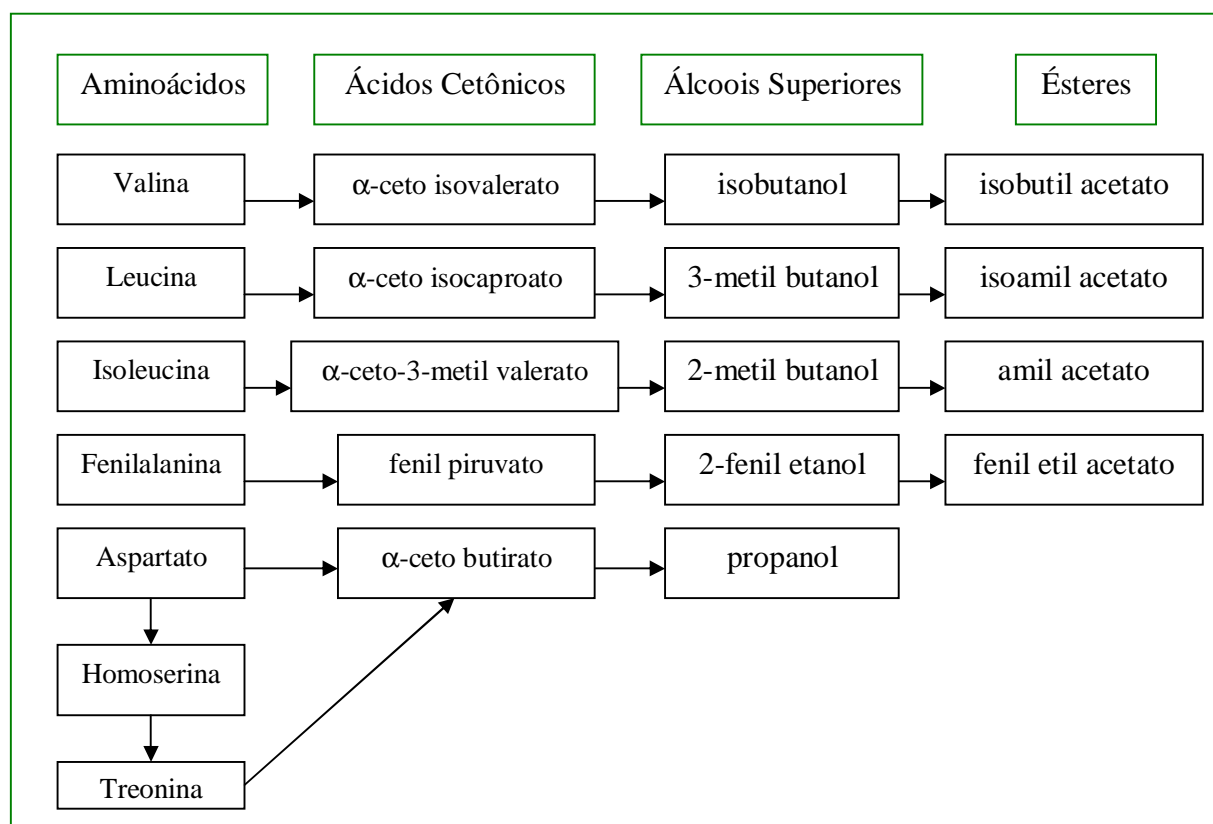 Aminoácidos
Ácidos Cetônicos
Álcoois Superiores
Ésteres
Valina
α-ceto isovalerato
isobutanol
isobutil acetato
Leucina
α-ceto isocaproato
3-metil butanol
isoamil acetato
Isoleucina
α-ceto-3-metil valerato
2-metil butanol
amil acetato
Fenilalanina
fenil piruvato
2-fenil etanol
fenil etil acetato
Aspartato
α-ceto butirato
propanol
Homoserina
Treonina